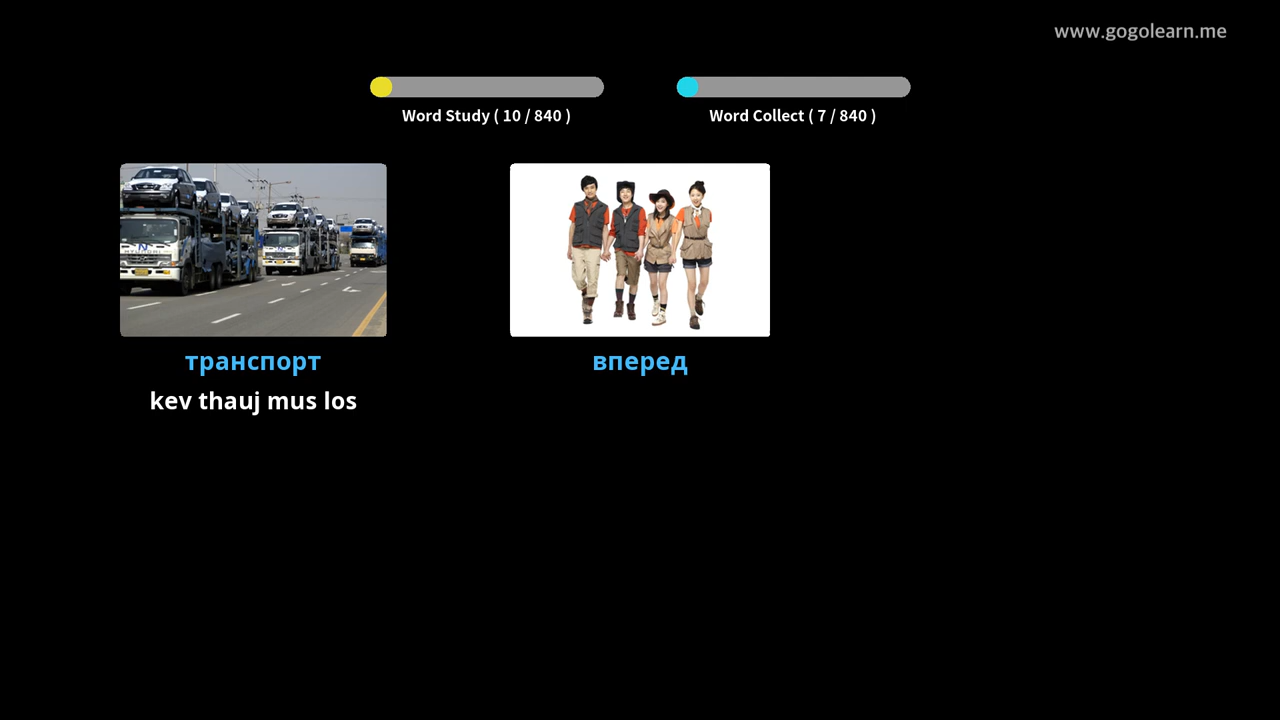 www.gogolearn.me
Word Study ( 10 / 840 )
Word Collect ( 7 / 840 )
транспорт
вперед
kev thauj mus los